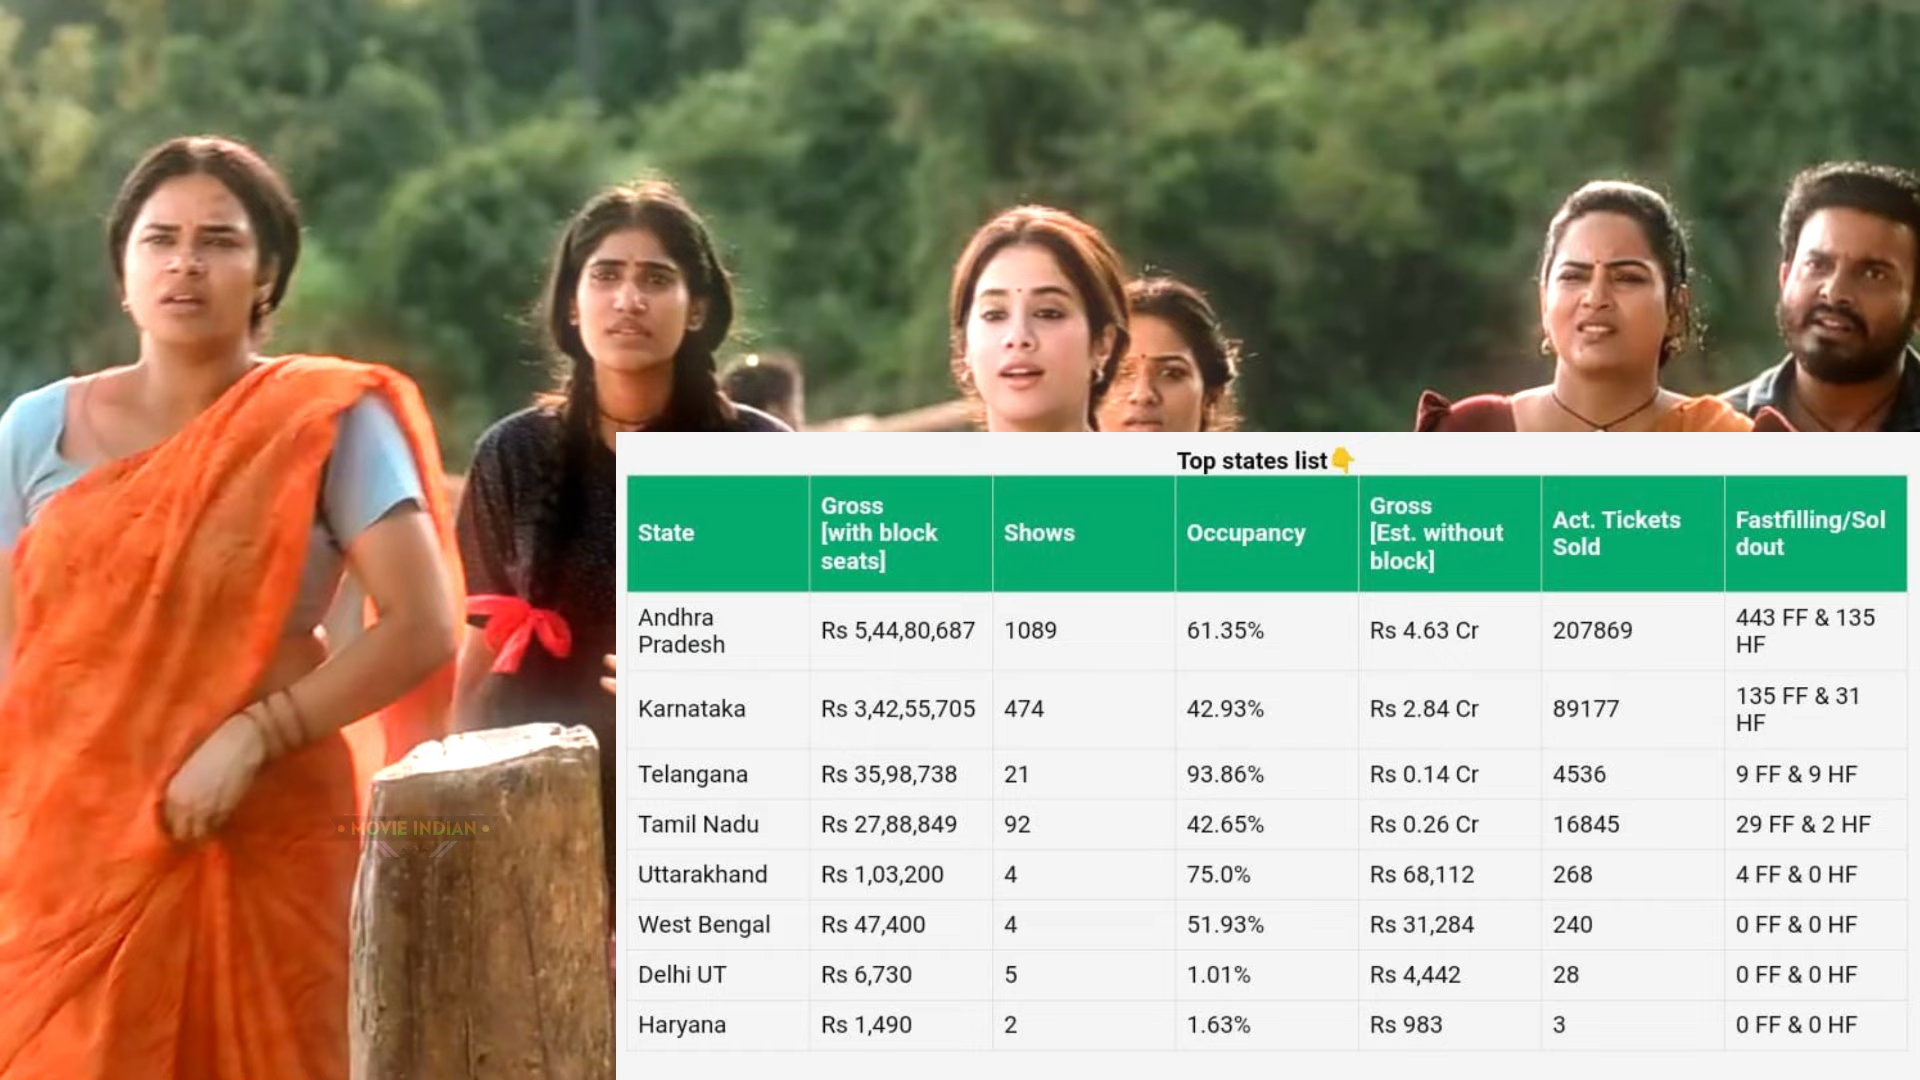 Top states list👇
State
Gross
[with block
seats]
Shows
Occupancy
Gross
[Est. without
block]
Act. Tickets
Sold
Fastfilling/Sol
dout
Andhra
Pradesh
Rs 5,44,80,687
1089
61.35%
Rs 4.63 Cr
207869
443 FF & 135
HF
Karnataka
Rs 3,42,55,705
474
42.93%
Rs 2.84 Cr
89177
135 FF & 31
HF
Telangana
Rs 35,98,738
21
93.86%
Rs 0.14 Cr
4536
9 FF & 9 HF
Tamil Nadu
Rs 27,88,849
92
42.65%
Rs 0.26 Cr
16845
29 FF & 2 HF
Uttarakhand
Rs 1,03,200
4
75.0%
Rs 68,112
268
4 FF & 0 HF
West Bengal
Rs 47,400
4
51.93%
Rs 31,284
240
0 FF & 0 HF
Delhi UT
Rs 6,730
5
1.01%
Rs 4,442
28
0 FF & 0 HF
Haryana
Rs 1,490
2
1.63%
Rs 983
3
0 FF & 0 HF
• MOVIE INDIAN •